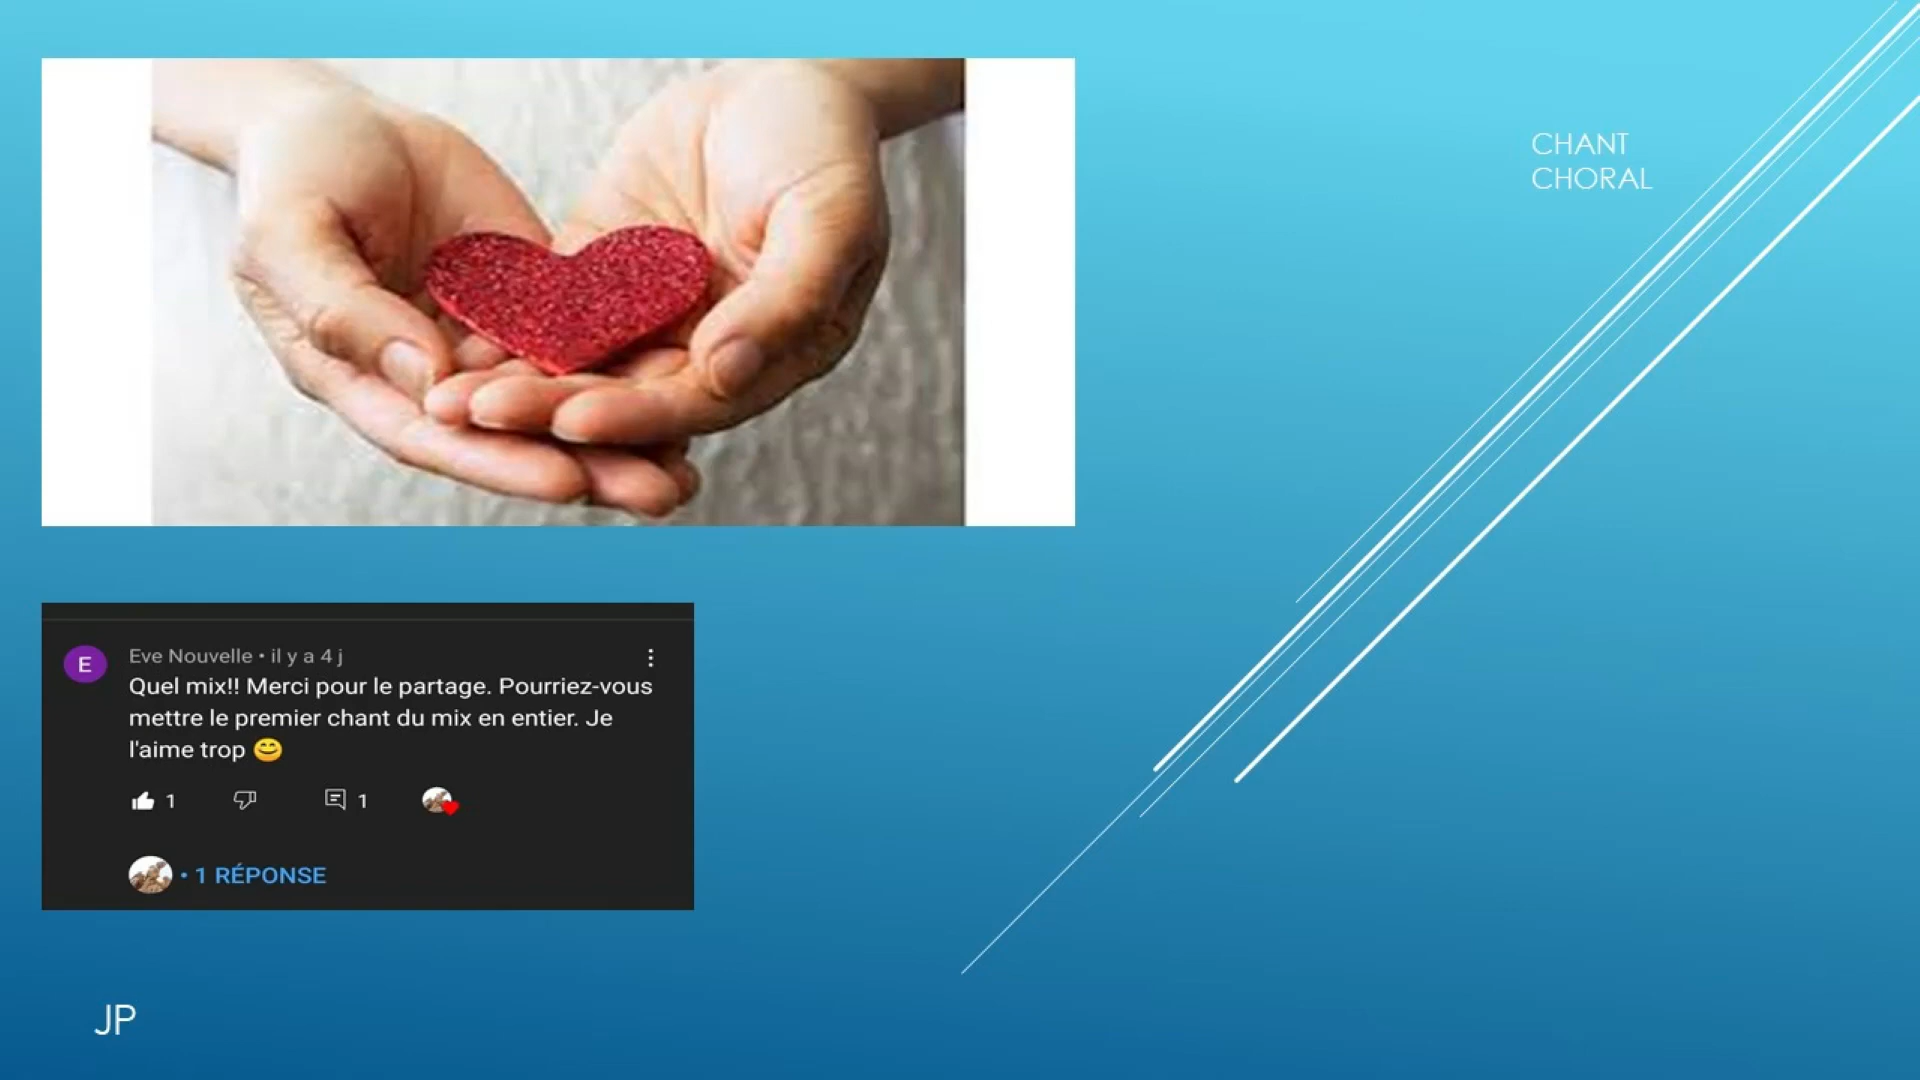 CHANT
CHORAL
E
Eve Nouvelle • il y a 4 j
Quel mix!! Merci pour le partage. Pourriez-vous
mettre le premier chant du mix en entier. Je
l'aime trop 😊
1
1
• 1 RÉPONSE
JP